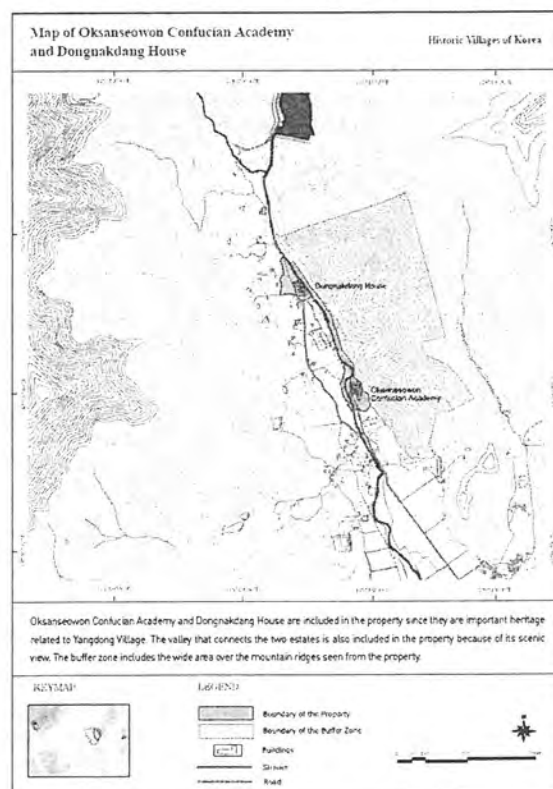 Map of Oksanseowon Confucian Academy
and Dongnakdang House
Historic Villages of Korea
Dongnakdang House
Oksanseowon
Confucian Academy
Oksanseowon Confucian Academy and Dongnakdang House are included in the property since they are important heritage
related to Yangdong Village. The valley that connects the two estates is also included in the property because of its scenic
view. The buffer zone includes the wide area over the mountain ridges seen from the property.
KEYMAP
LEGEND
Boundary of the Property
Boundary of the Buffer Zone
Buildings
Stream
Road